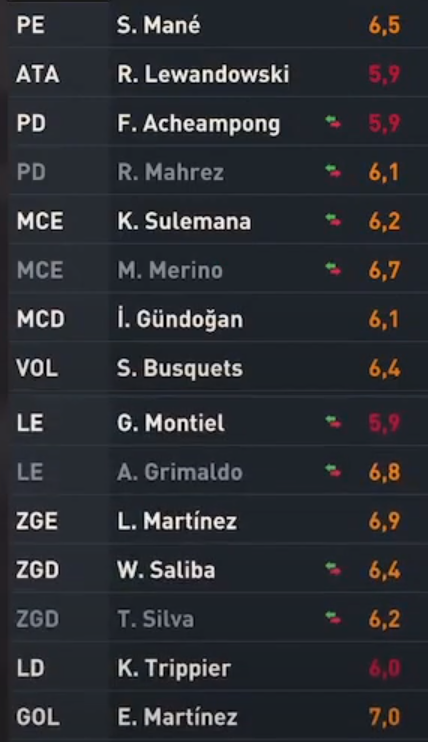 PE S. Mané 6,5
ATA R. Lewandowski 5,9
PD F. Acheampong 5,9
PD R. Mahrez 6,1
MCE K. Sulemana 6,2
MCE M. Merino 6,7
MCD İ. Gündoğan 6,1
VOL S. Busquets 6,4
LE G. Montiel 5,9
LE A. Grimaldo 6,8
ZGE L. Martínez 6,9
ZGD W. Saliba 6,4
ZGD T. Silva 6,2
LD K. Trippier 6,0
GOL E. Martínez 7,0